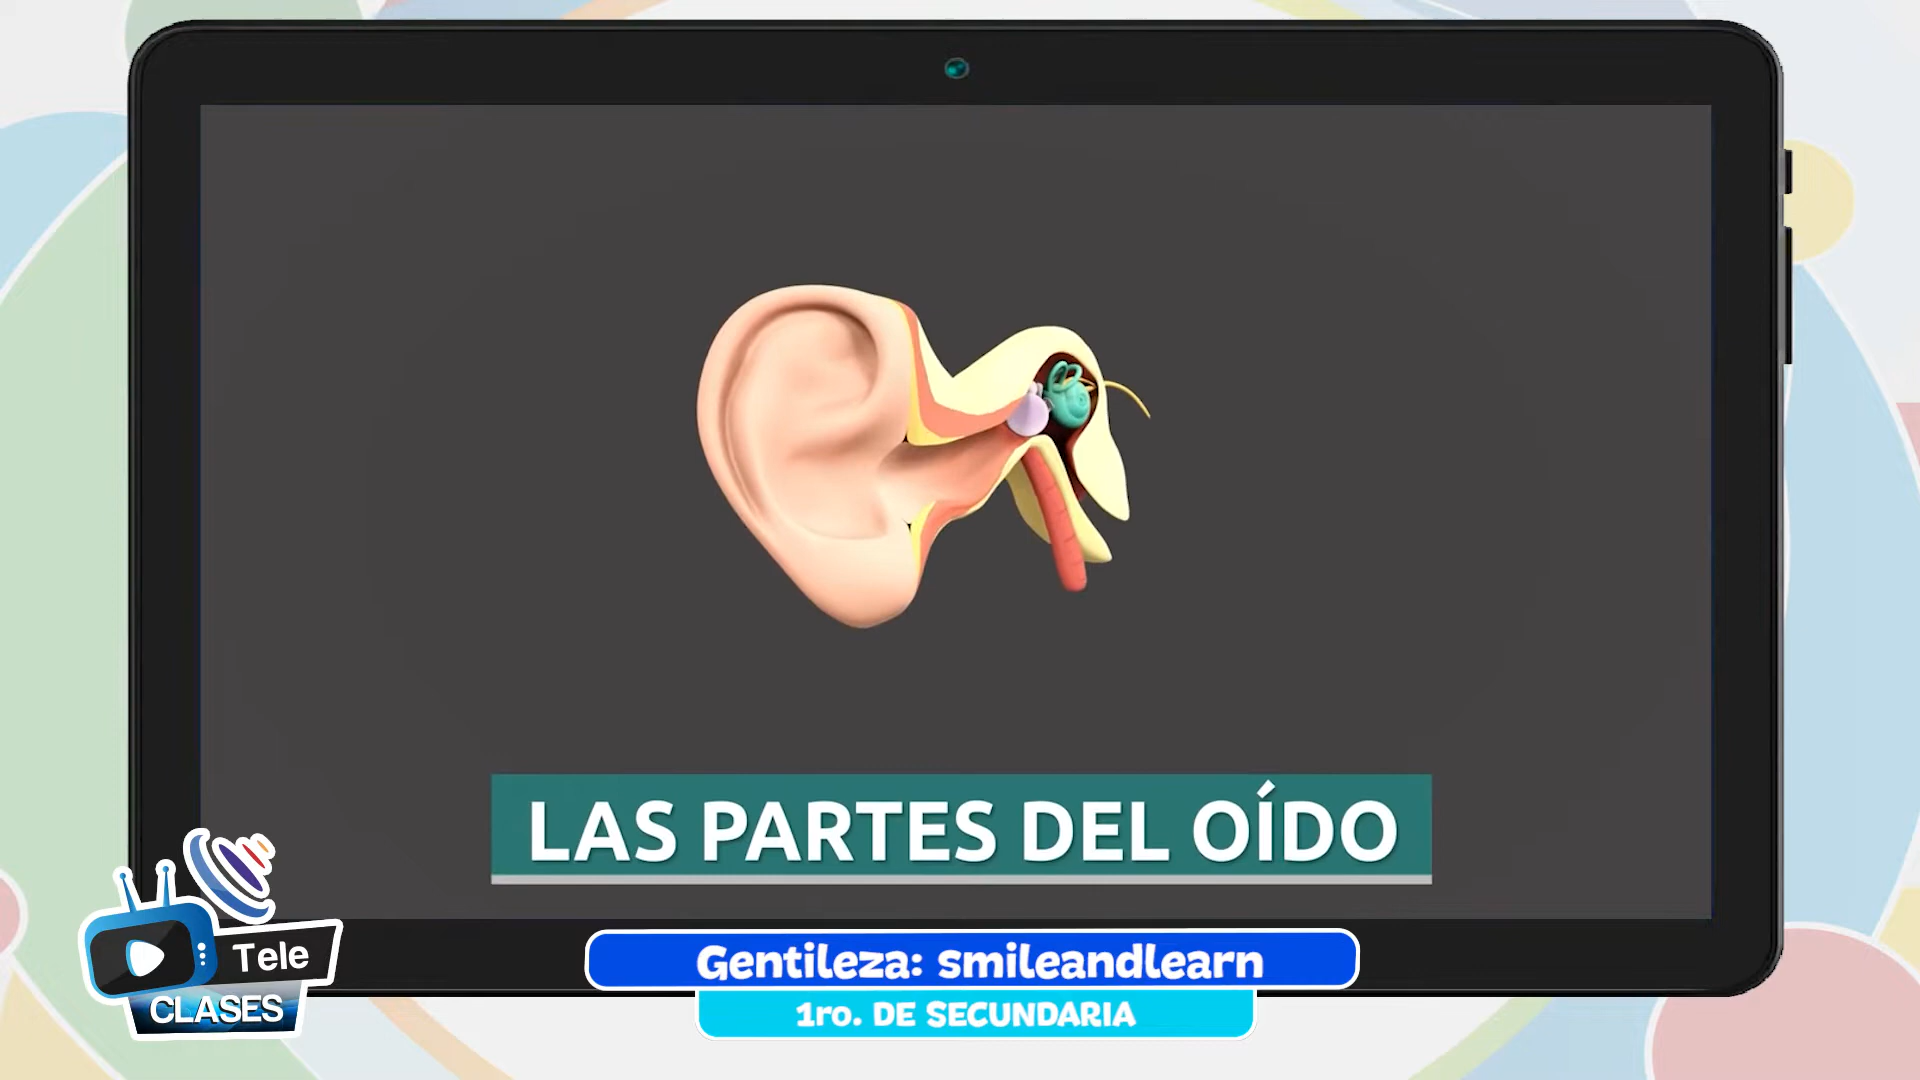 LAS PARTES DEL OÍDO
Tele
CLASES
Gentileza: smileandlearn
1ro. DE SECUNDARIA